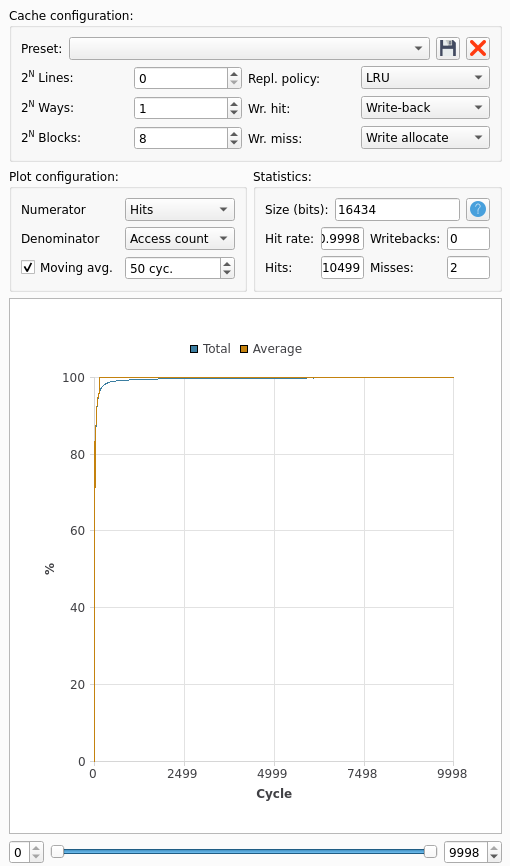 Cache configuration:
Preset:
2^N Lines: 0 Repl. policy: LRU
2^N Ways: 1 Wr. hit: Write-back
2^N Blocks: 8 Wr. miss: Write allocate
Plot configuration: Statistics:
Numerator Hits Size (bits): 16434 ?
Denominator Access count Hit rate: 0.9998 Writebacks: 0
Moving avg. 50 cyc. Hits: 10499 Misses: 2
Total Average
100
80
60
%
40
20
0
0 2499 4999 7498 9998
Cycle
0 9998